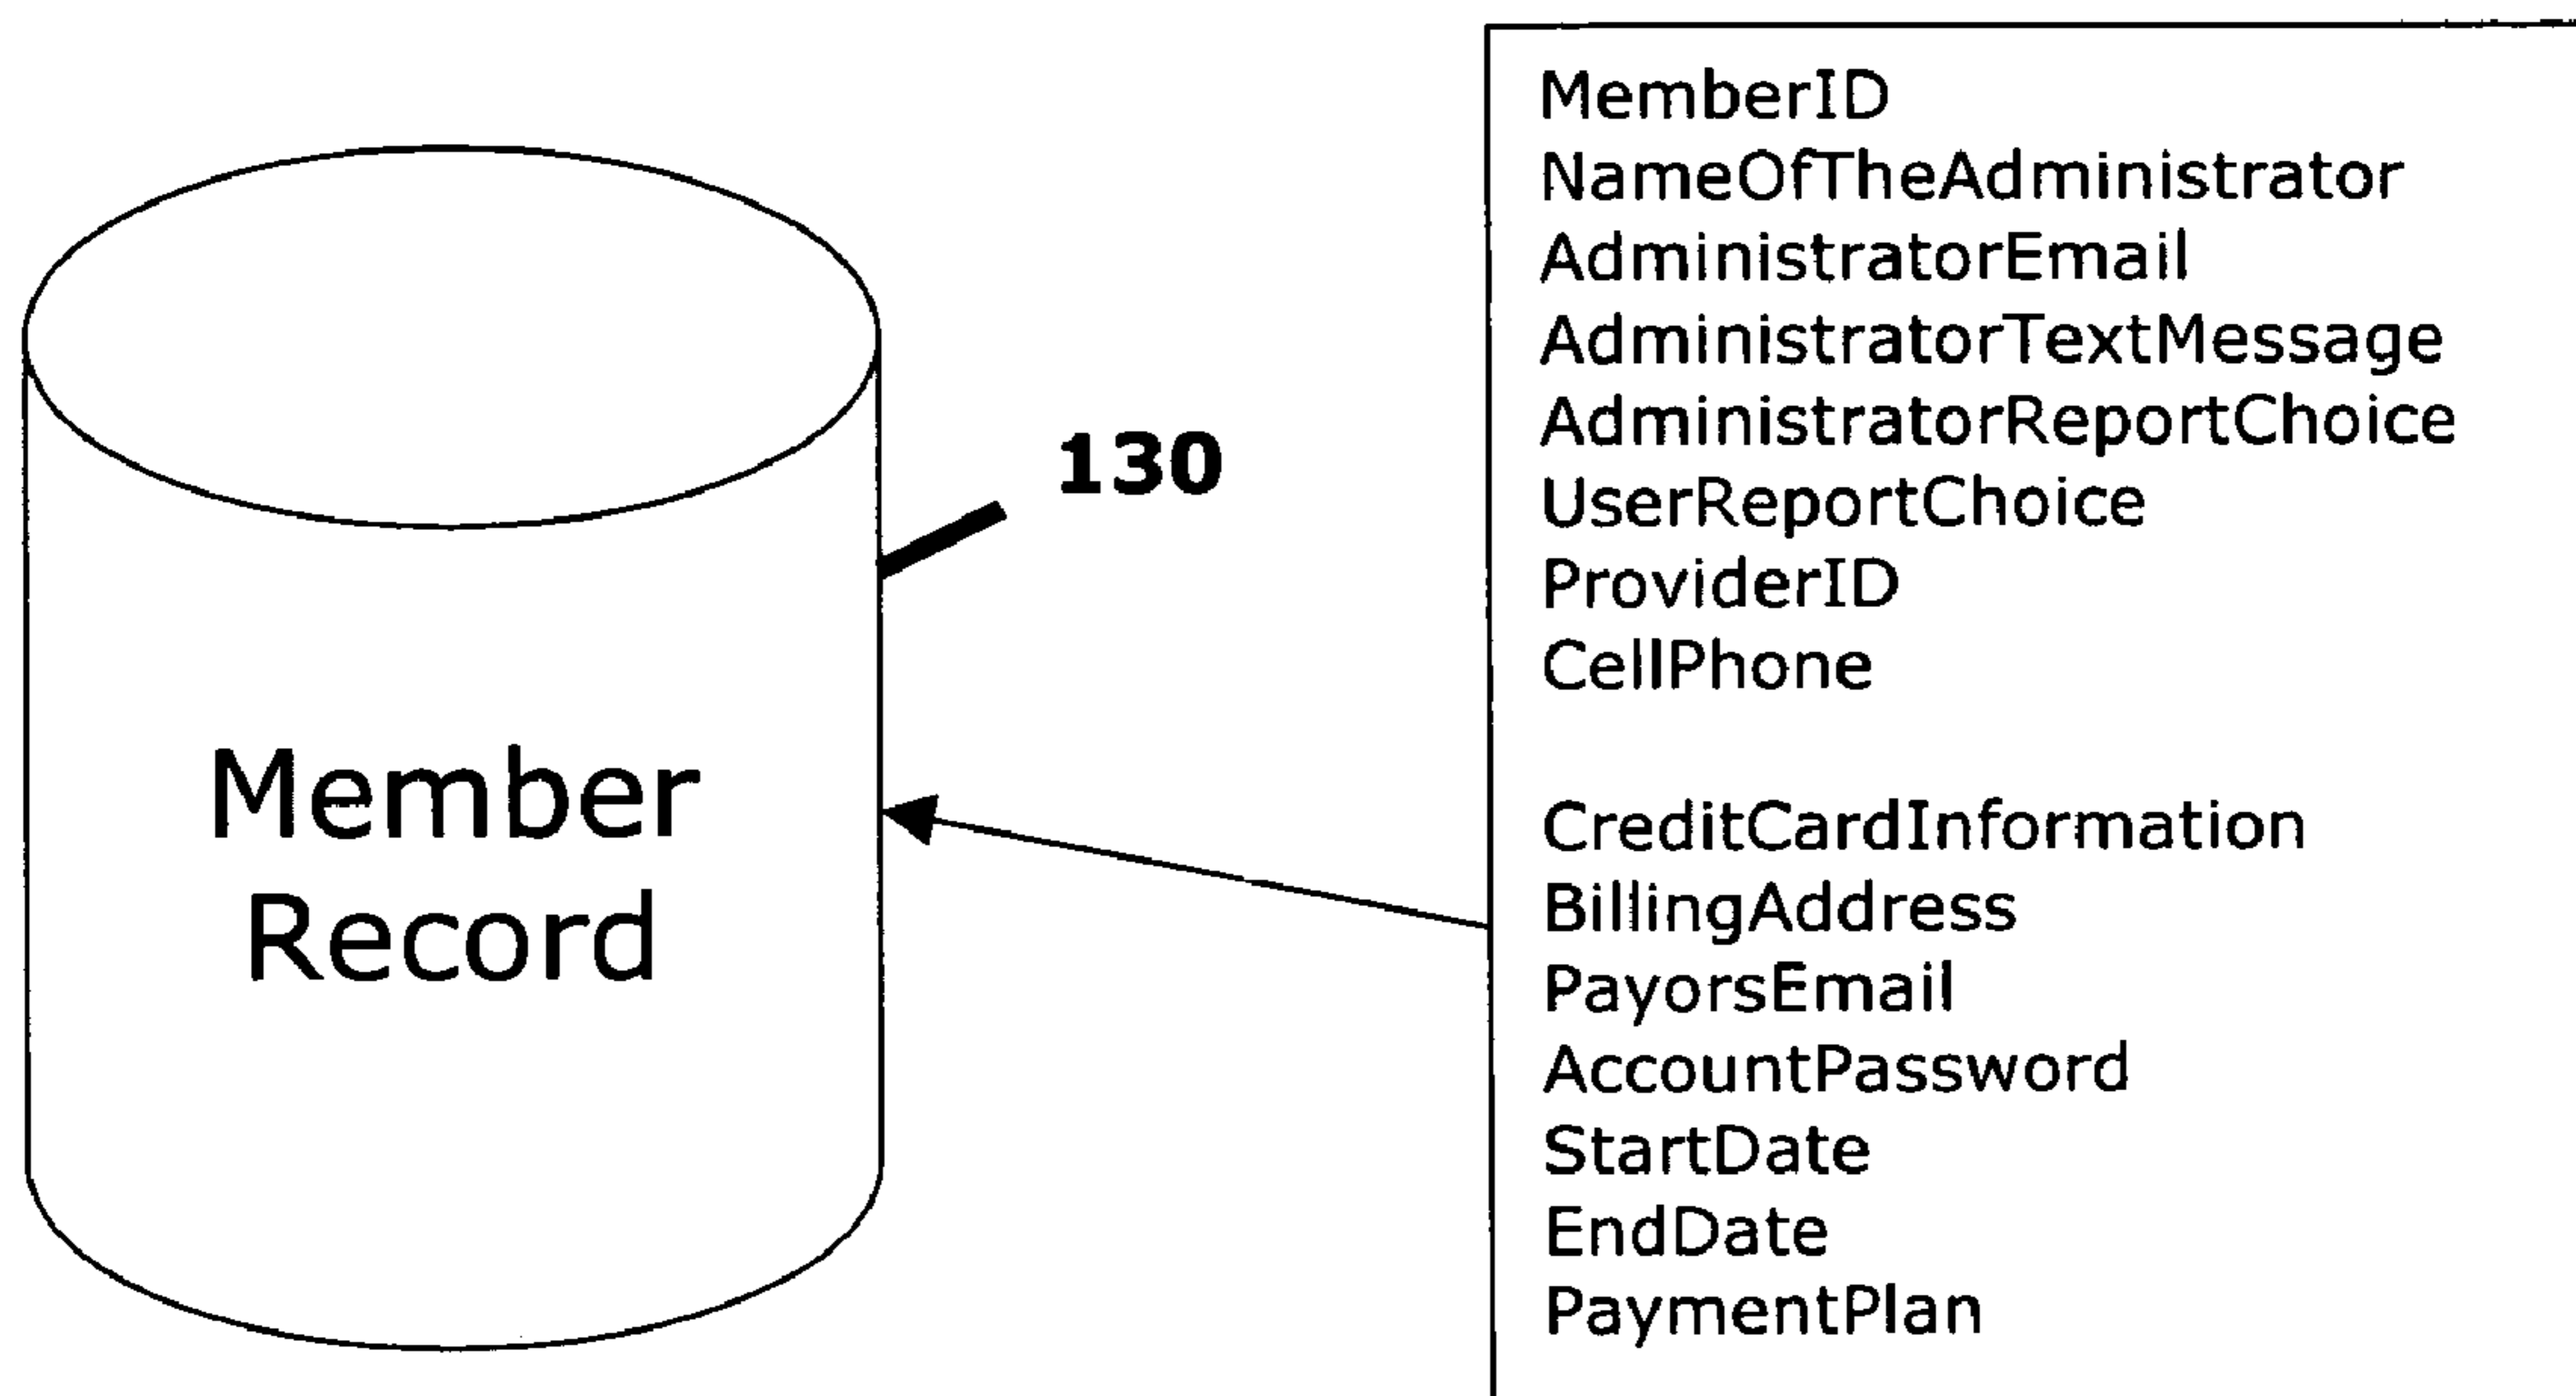 Member
Record
130
MemberID
NameOfTheAdministrator
AdministratorEmail
AdministratorTextMessage
AdministratorReportChoice
UserReportChoice
ProviderID
CellPhone
CreditCardInformation
BillingAddress
PayorsEmail
AccountPassword
StartDate
EndDate
PaymentPlan